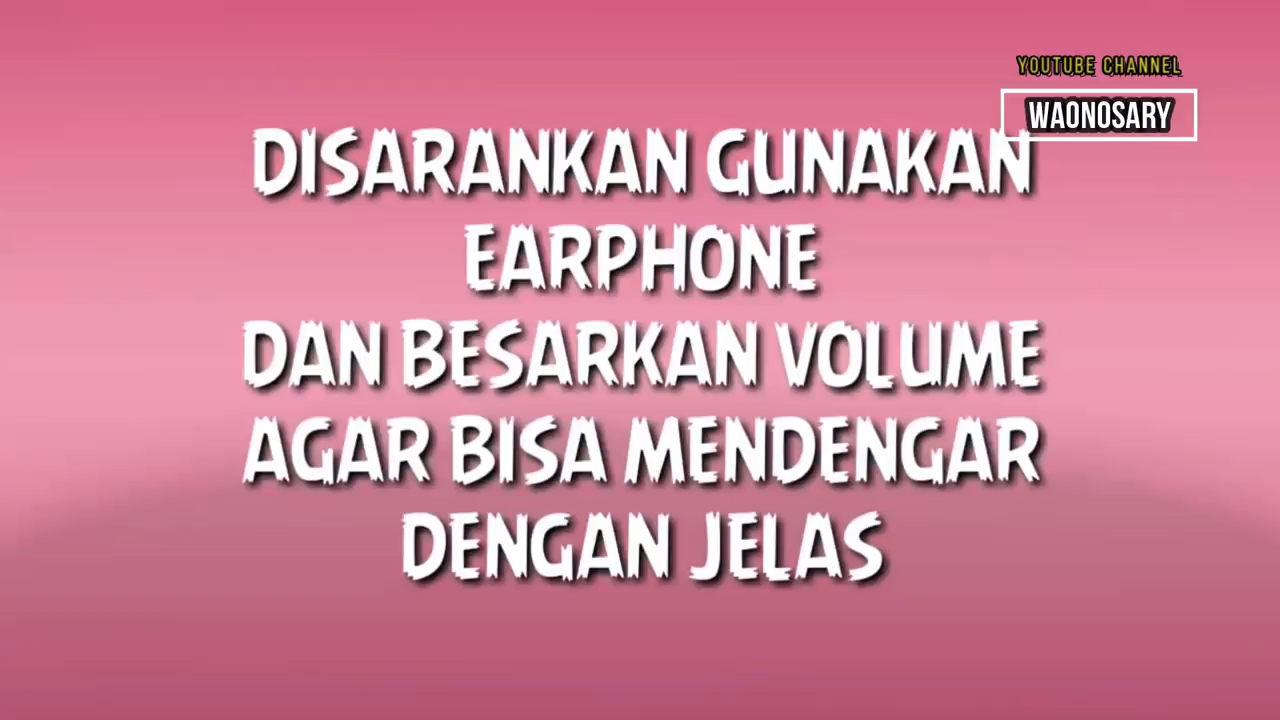 YOUTUBE CHANNEL
WAONOSARY
DISARANKAN GUNAKAN
EARPHONE
DAN BESARKAN VOLUME
AGAR BISA MENDENGAR
DENGAN JELAS